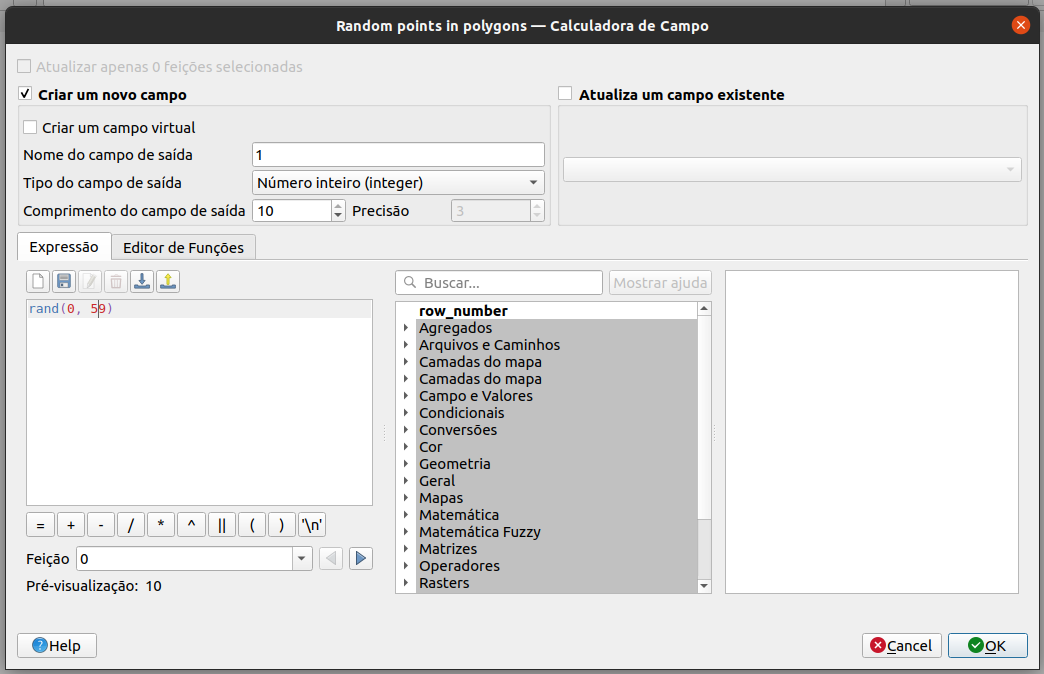 Random points in polygons — Calculadora de Campo
Atualizar apenas 0 feições selecionadas
Criar um novo campo
Atualiza um campo existente
Criar um campo virtual
Nome do campo de saída 1
Tipo do campo de saída Número inteiro (integer)
Comprimento do campo de saída 10 Precisão 3
Expressão Editor de Funções
Buscar... Mostrar ajuda
rand(0, 59)
row_number
Agregados
Arquivos e Caminhos
Camadas do mapa
Camadas do mapa
Campo e Valores
Condicionais
Conversões
Cor
Geometria
Geral
Mapas
Matemática
Matemática Fuzzy
Matrizes
Operadores
Rasters
= + - / * ^ || ( ) '\n'
Feição 0
Pré-visualização: 10
Help Cancel OK